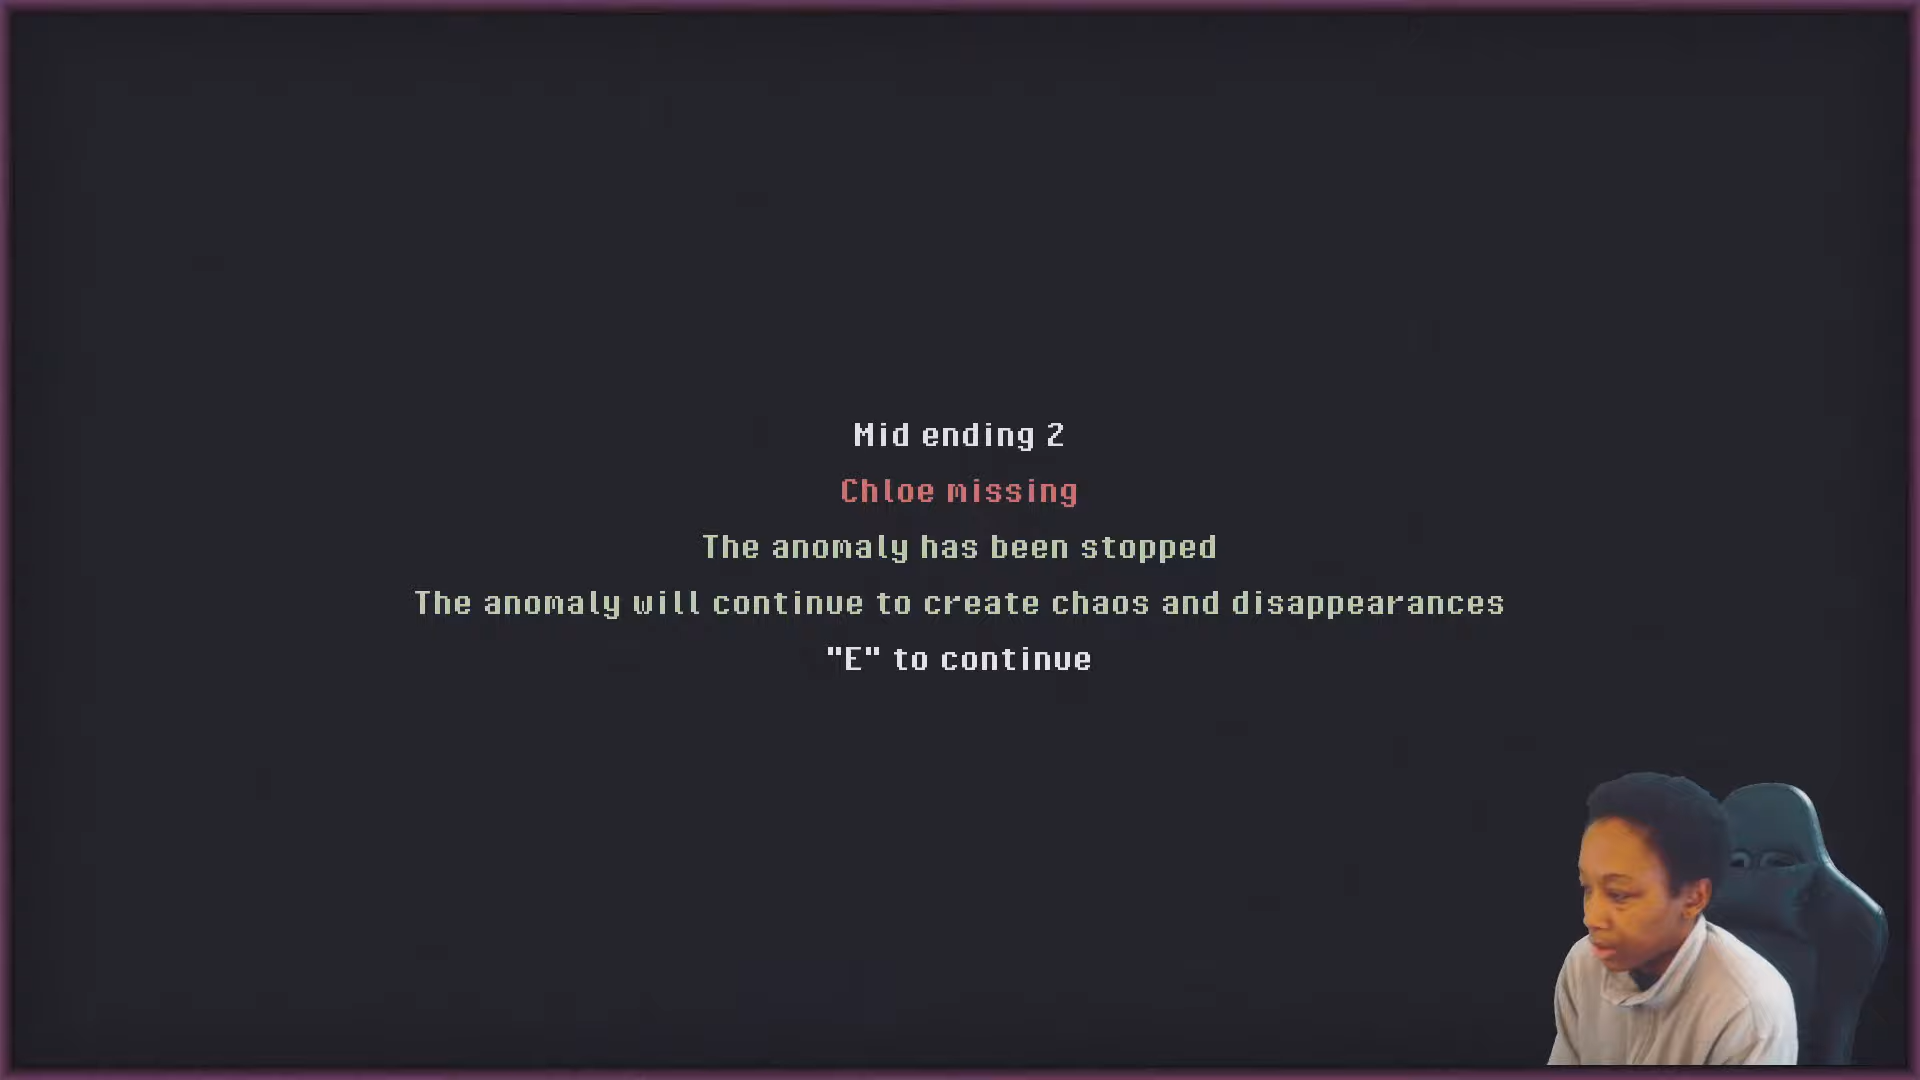 Mid ending 2
Chloe missing
The anomaly has been stopped
The anomaly will continue to create chaos and disappearances
"E" to continue